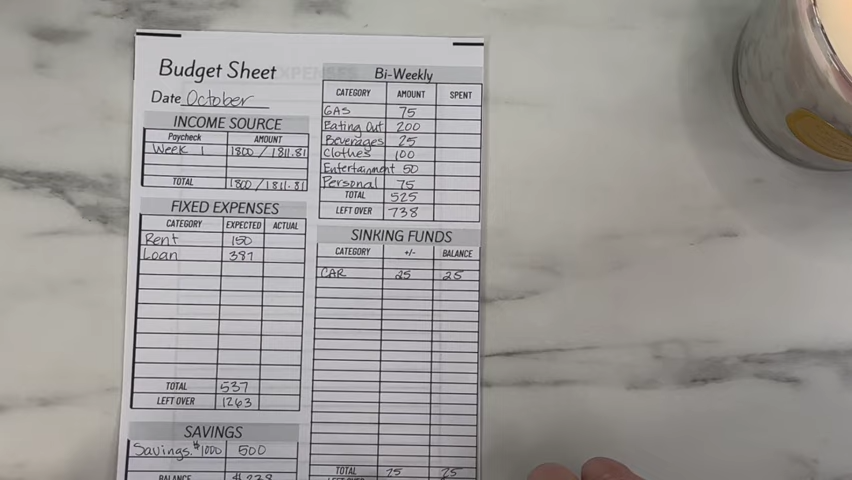 Budget Sheet
Date October
INCOME SOURCE
Paycheck AMOUNT
Week 1 1800 / 1811.81
TOTAL 1800 / 1811.81
FIXED EXPENSES
CATEGORY EXPECTED ACTUAL
Rent 150
Loan 387
TOTAL 537
LEFT OVER 1263
SAVINGS
Savings. $1000 500
BALANCE $238
Bi-Weekly
CATEGORY AMOUNT SPENT
GAS 75
Eating Out 200
Beverages 25
Clothes 100
Entertainment 50
Personal 75
TOTAL 525
LEFT OVER 738
SINKING FUNDS
CATEGORY +/- BALANCE
CAR 25 25
TOTAL 25 25